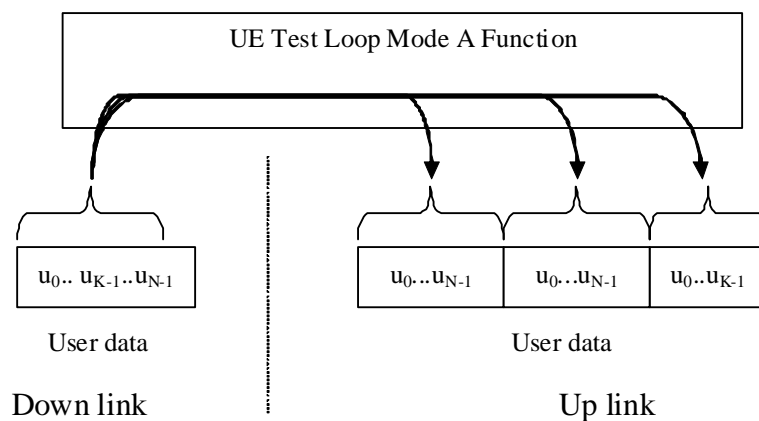 UE Test Loop Mode A Function
u0.. uK-1..uN-1
u0...uN-1
u0...uN-1
u0..uK-1
User data
User data
Down link
Up link